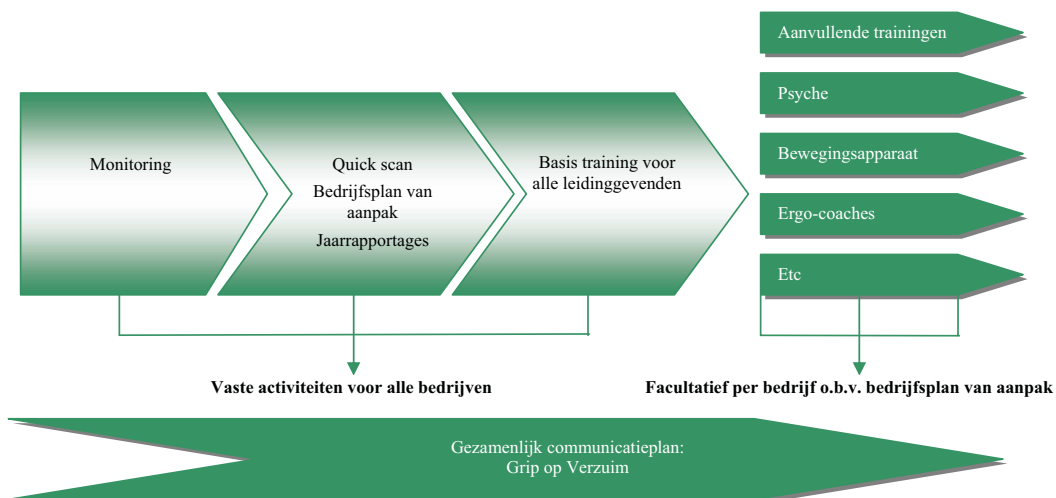 Monitoring
Quick scan
Bedrijfsplan van
aanpak
Jaarrapportages
Basis training voor
alle leidinggevenden
Aanvullende trainingen
Psyche
Bewegingsapparaat
Ergo-coaches
Etc
Vaste activiteiten voor alle bedrijven
Facultatief per bedrijf o.b.v. bedrijfsplan van aanpak
Gezamenlijk communicatieplan:
Grip op Verzuim